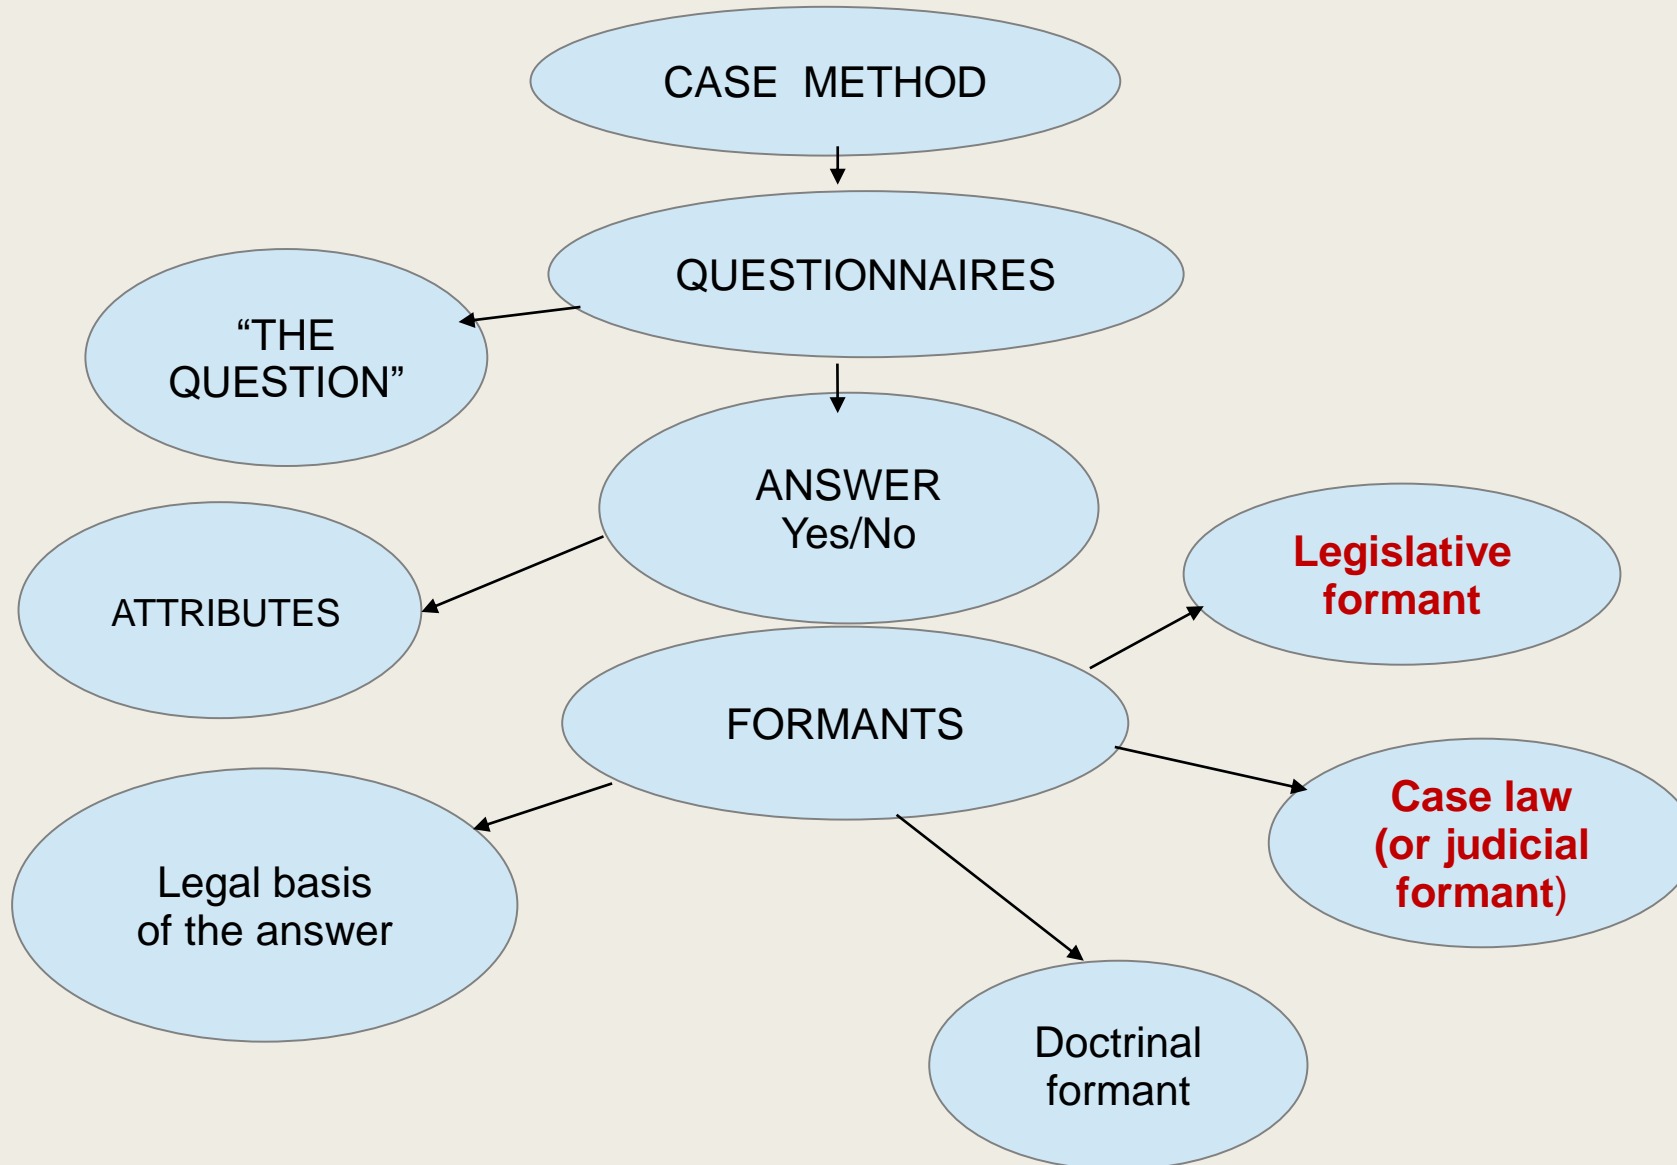 CASE METHOD
QUESTIONNAIRES
“THE
QUESTION”
ANSWER
Yes/No
ATTRIBUTES
Legislative
formant
FORMANTS
Case law
(or judicial
formant)
Legal basis
of the answer
Doctrinal
formant